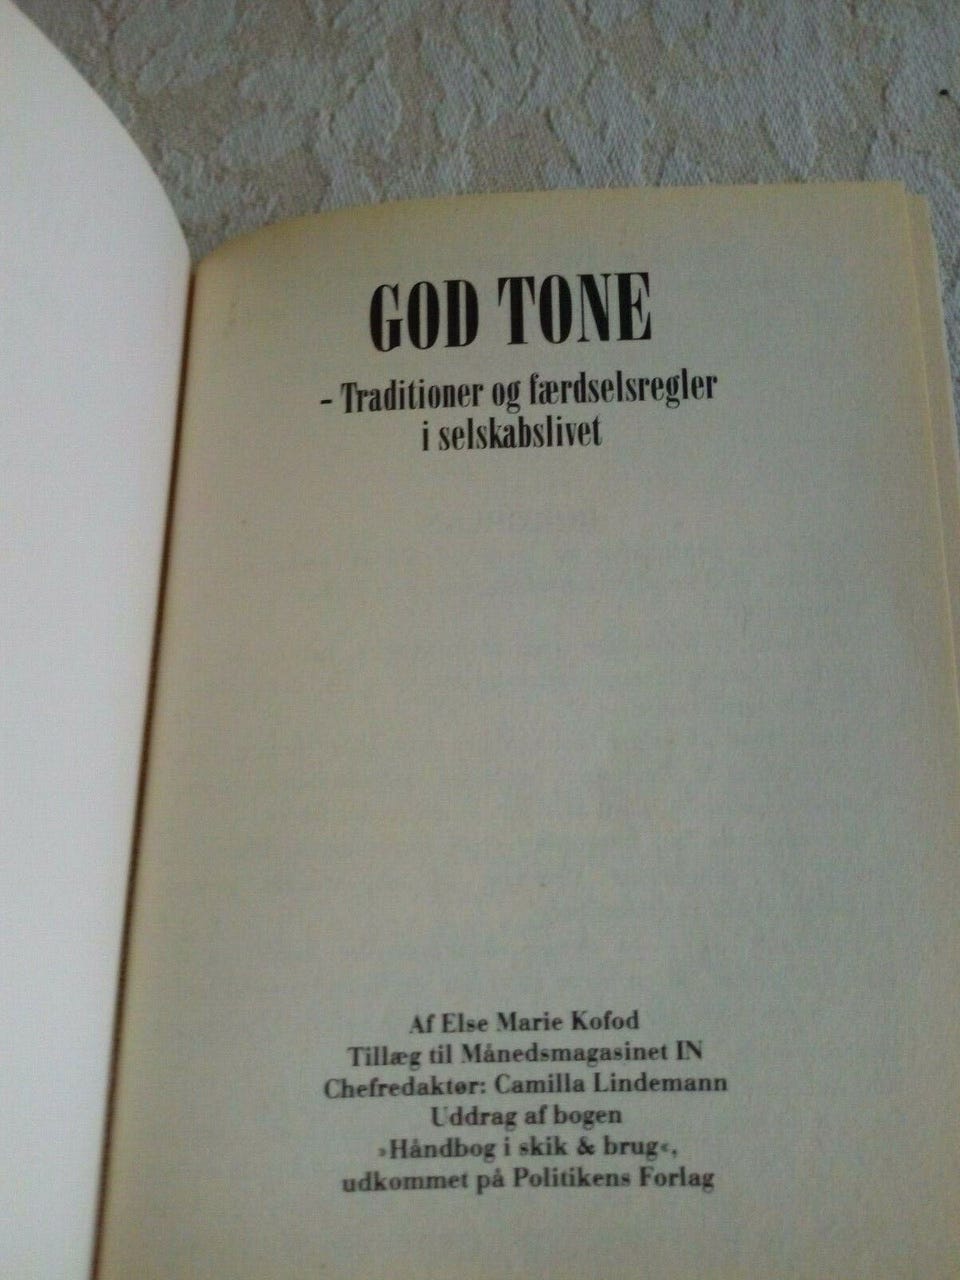 GOD TONE
– Traditioner og færdselsregler
i selskabslivet
Af Else Marie Kofod
Tillæg til Månedsmagasinet IN
Chefredaktør: Camilla Lindemann
Uddrag af bogen
»Håndbog i skik & brug«,
udkommet på Politikens Forlag